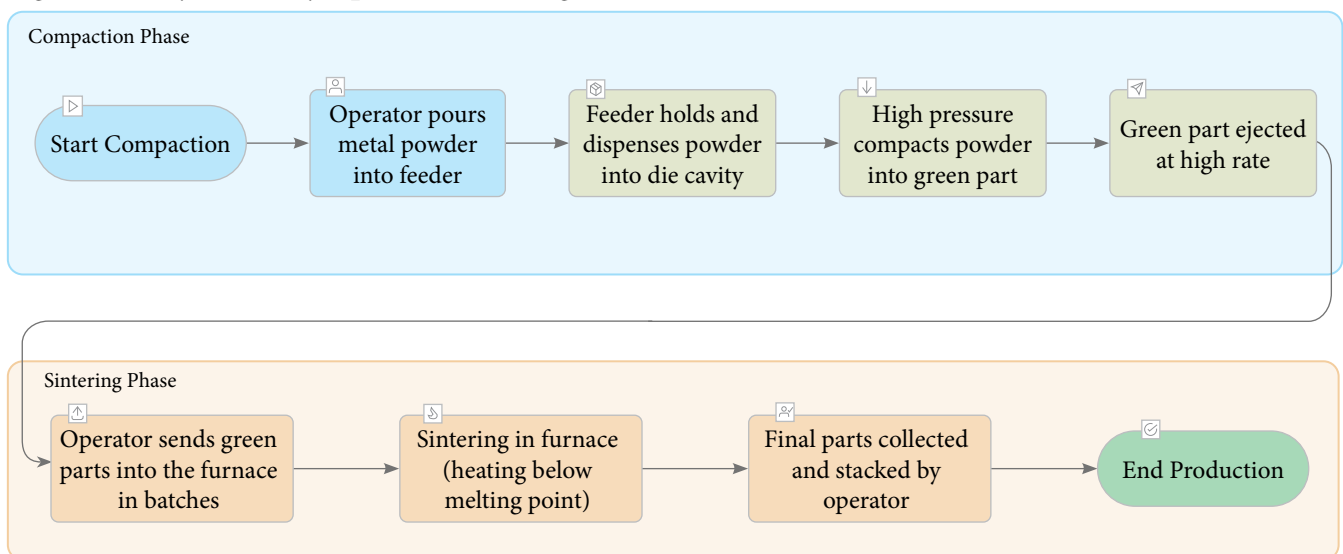 Compaction Phase
Start Compaction
Operator pours
metal powder
into feeder
Feeder holds and
dispenses powder
into die cavity
High pressure
compacts powder
into green part
Green part ejected
at high rate
Sintering Phase
Operator sends green
parts into the furnace
in batches
Sintering in furnace
(heating below
melting point)
Final parts collected
and stacked by
operator
End Production